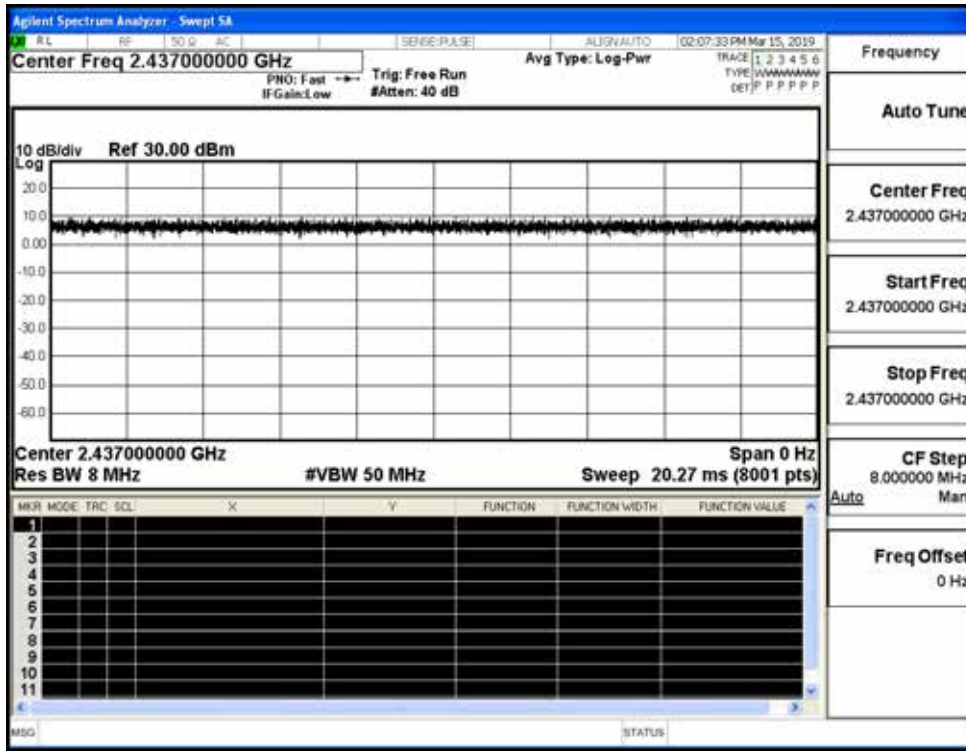 Agilent Spectrum Analyzer - Swept SA
RL RF 50 Ω AC SENSE:PULSE ALIGN AUTO 02:07:33 PM Mar 15, 2019
Center Freq 2.437000000 GHz
PNO: Fast
IFGain:Low
Trig: Free Run
#Atten: 40 dB
Avg Type: Log-Pwr
TRACE 1 2 3 4 5 6
TYPE
DET P P P P P P
10 dB/div Ref 30.00 dBm
Log
20.0
10.0
0.00
-10.0
-20.0
-30.0
-40.0
-50.0
-60.0
Center 2.437000000 GHz Span 0 Hz
Res BW 8 MHz #VBW 50 MHz Sweep 20.27 ms (8001 pts)
MKR MODE TRC SCL X Y FUNCTION FUNCTION WIDTH FUNCTION VALUE
1
2
3
4
5
6
7
8
9
10
11
MSG STATUS
Frequency
Auto Tune
Center Freq
2.437000000 GHz
Start Freq
2.437000000 GHz
Stop Freq
2.437000000 GHz
CF Step
8.000000 MHz
Auto Man
Freq Offset
0 Hz